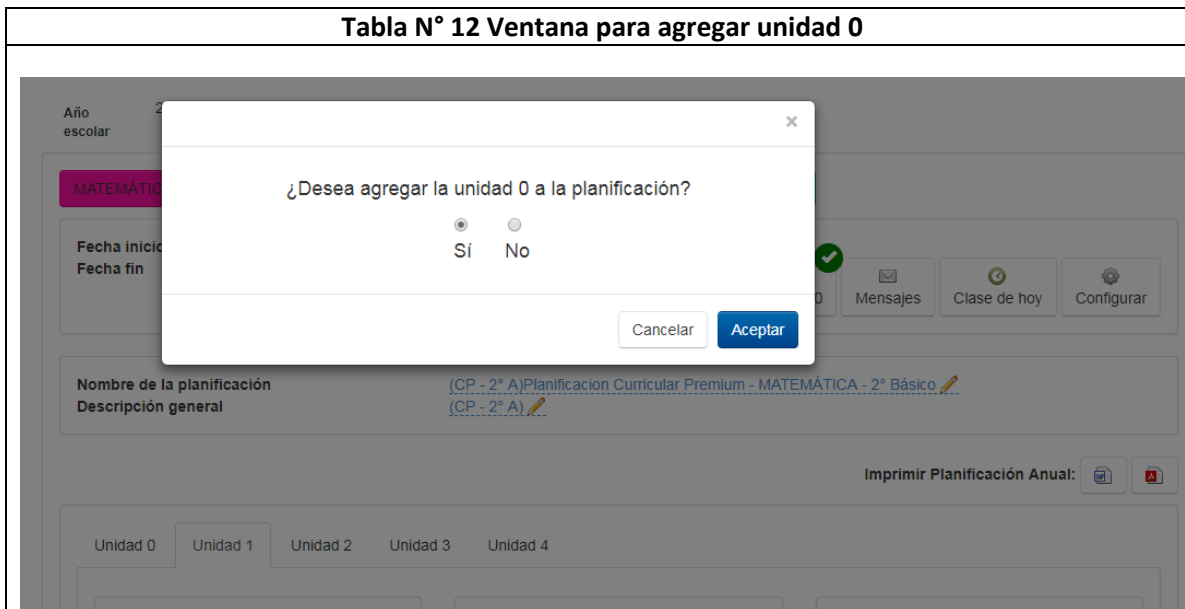 Tabla N° 12 Ventana para agregar unidad 0
Año
escolar
2
×
MATEMÁTIC
¿Desea agregar la unidad 0 a la planificación?
Sí No
Fecha inicio
Fecha fin
0 Mensajes Clase de hoy Configurar
Cancelar Aceptar
Nombre de la planificación (CP - 2° A)Planificacion Curricular Premium - MATEMÁTICA - 2° Básico
Descripción general (CP - 2° A)
Imprimir Planificación Anual:
Unidad 0 Unidad 1 Unidad 2 Unidad 3 Unidad 4